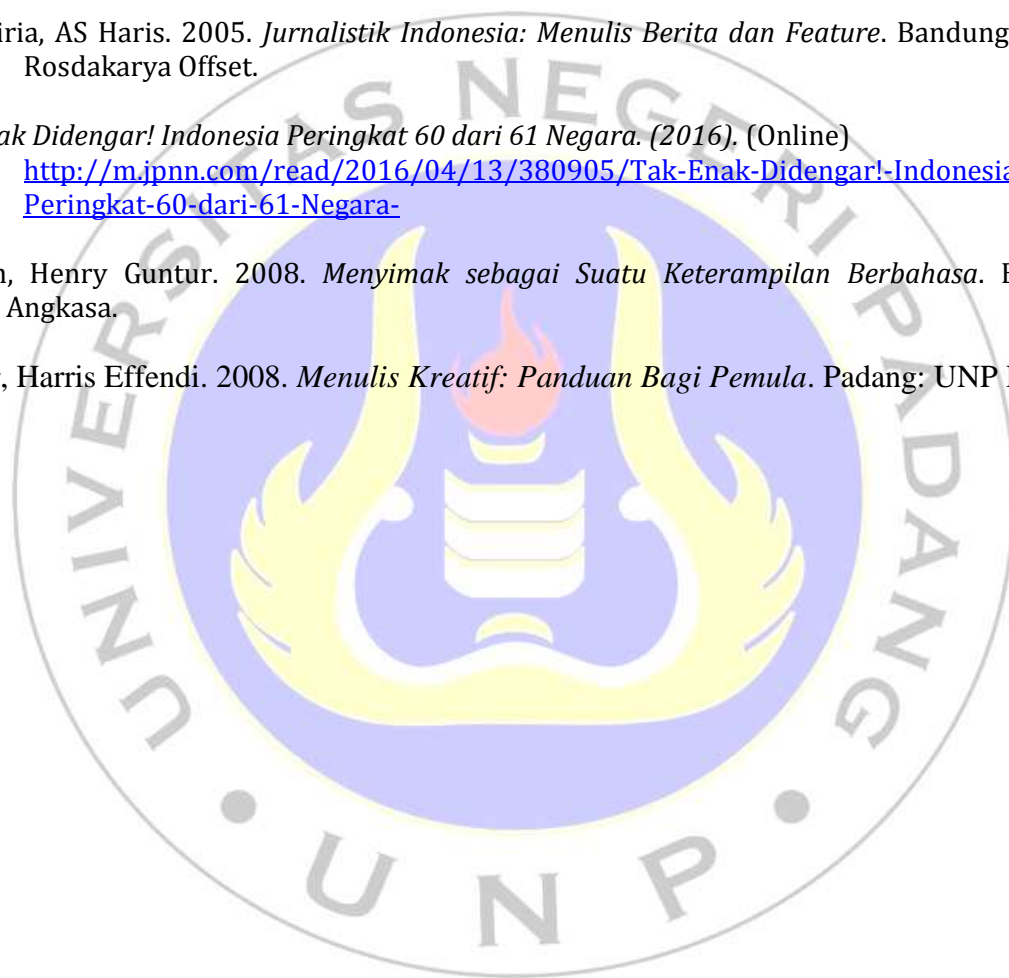 iria, AS Haris. 2005. Jurnalistik Indonesia: Menulis Berita dan Feature. Bandung
Rosdakarya Offset.
ak Didengar! Indonesia Peringkat 60 dari 61 Negara. (2016). (Online)
http://m.jpnn.com/read/2016/04/13/380905/Tak-Enak-Didengar!-Indonesia
Peringkat-60-dari-61-Negara-
n, Henry Guntur. 2008. Menyimak sebagai Suatu Keterampilan Berbahasa.
Angkasa.
, Harris Effendi. 2008. Menulis Kreatif: Panduan Bagi Pemula. Padang: UNP
UNIVERSITAS NEGERI PADANG
UNP